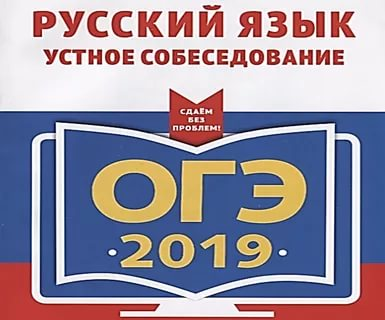 РУССКИЙ ЯЗЫК
УСТНОЕ СОБЕСЕДОВАНИЕ
СДАЁМ
БЕЗ
ПРОБЛЕМ!
ОГЭ
· 2019 ·